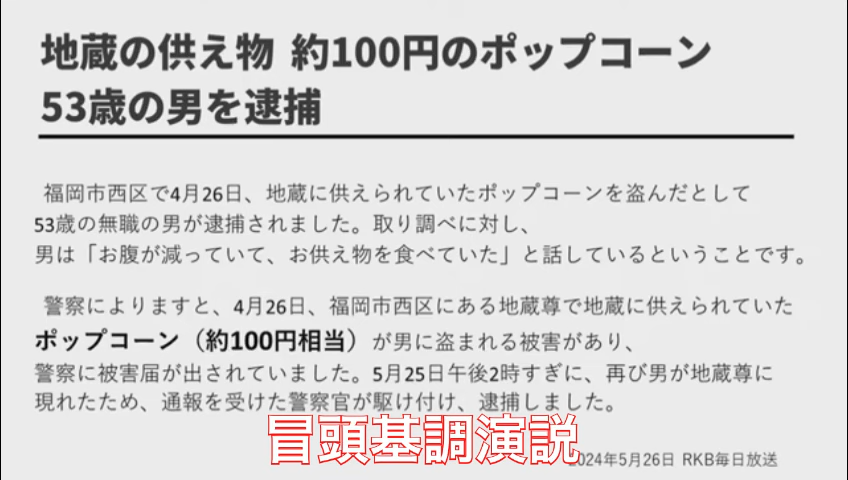 地蔵の供え物 約100円のポップコーン
53歳の男を逮捕
福岡市西区で4月26日、地蔵に供えられていたポップコーンを盗んだとして
53歳の無職の男が逮捕されました。取り調べに対し、
男は「お腹が減っていて、お供え物を食べていた」と話しているということです。
警察によりますと、4月26日、福岡市西区にある地蔵尊で地蔵に供えられていた
ポップコーン（約100円相当）が男に盗まれる被害があり、
警察に被害届が出されていました。5月25日午後2時すぎに、再び男が地蔵尊に
現れたため、通報を受けた警察官が駆け付け、逮捕しました。
冒頭基調演説
2024年5月26日 RKB毎日放送